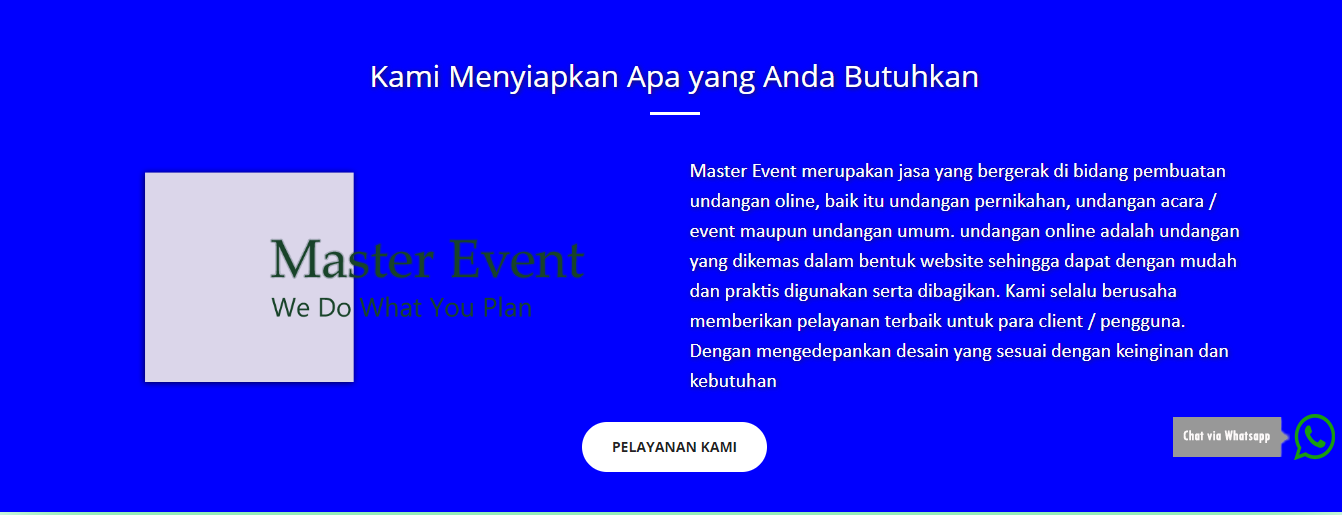 Kami Menyiapkan Apa yang Anda Butuhkan
Master Event
We Do What You Plan
Master Event merupakan jasa yang bergerak di bidang pembuatan
undangan oline, baik itu undangan pernikahan, undangan acara /
event maupun undangan umum. undangan online adalah undangan
yang dikemas dalam bentuk website sehingga dapat dengan mudah
dan praktis digunakan serta dibagikan. Kami selalu berusaha
memberikan pelayanan terbaik untuk para client / pengguna.
Dengan mengedepankan desain yang sesuai dengan keinginan dan
kebutuhan
PELAYANAN KAMI
Chat via Whatsapp